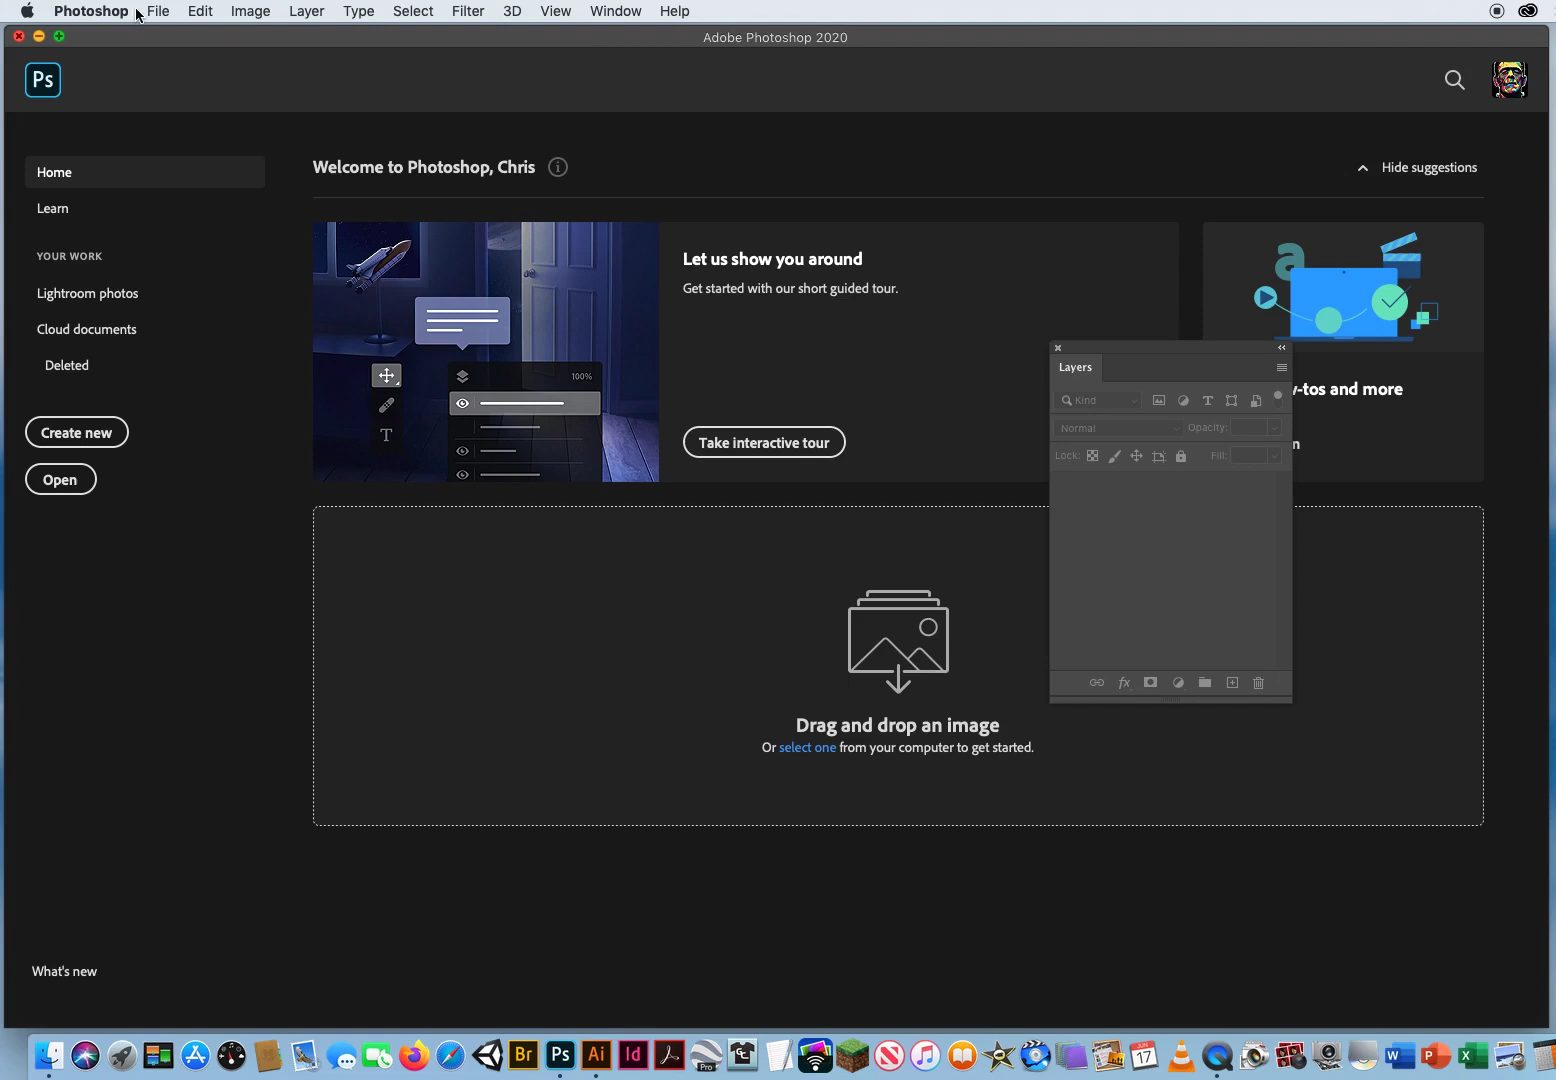 Photoshop File Edit Image Layer Type Select Filter 3D View Window Help
Adobe Photoshop 2020
Ps
Home
Learn
YOUR WORK
Lightroom photos
Cloud documents
Deleted
Create new
Open
What's new
Welcome to Photoshop, Chris
Hide suggestions
100%
T
Let us show you around
Get started with our short guided tour.
Take interactive tour
a
w-tos and more
n
Layers
Kind
T
Normal Opacity:
Lock: Fill:
fx
Drag and drop an image
Or select one from your computer to get started.
Br Ps Ai Id Pro JUN 17 W P X